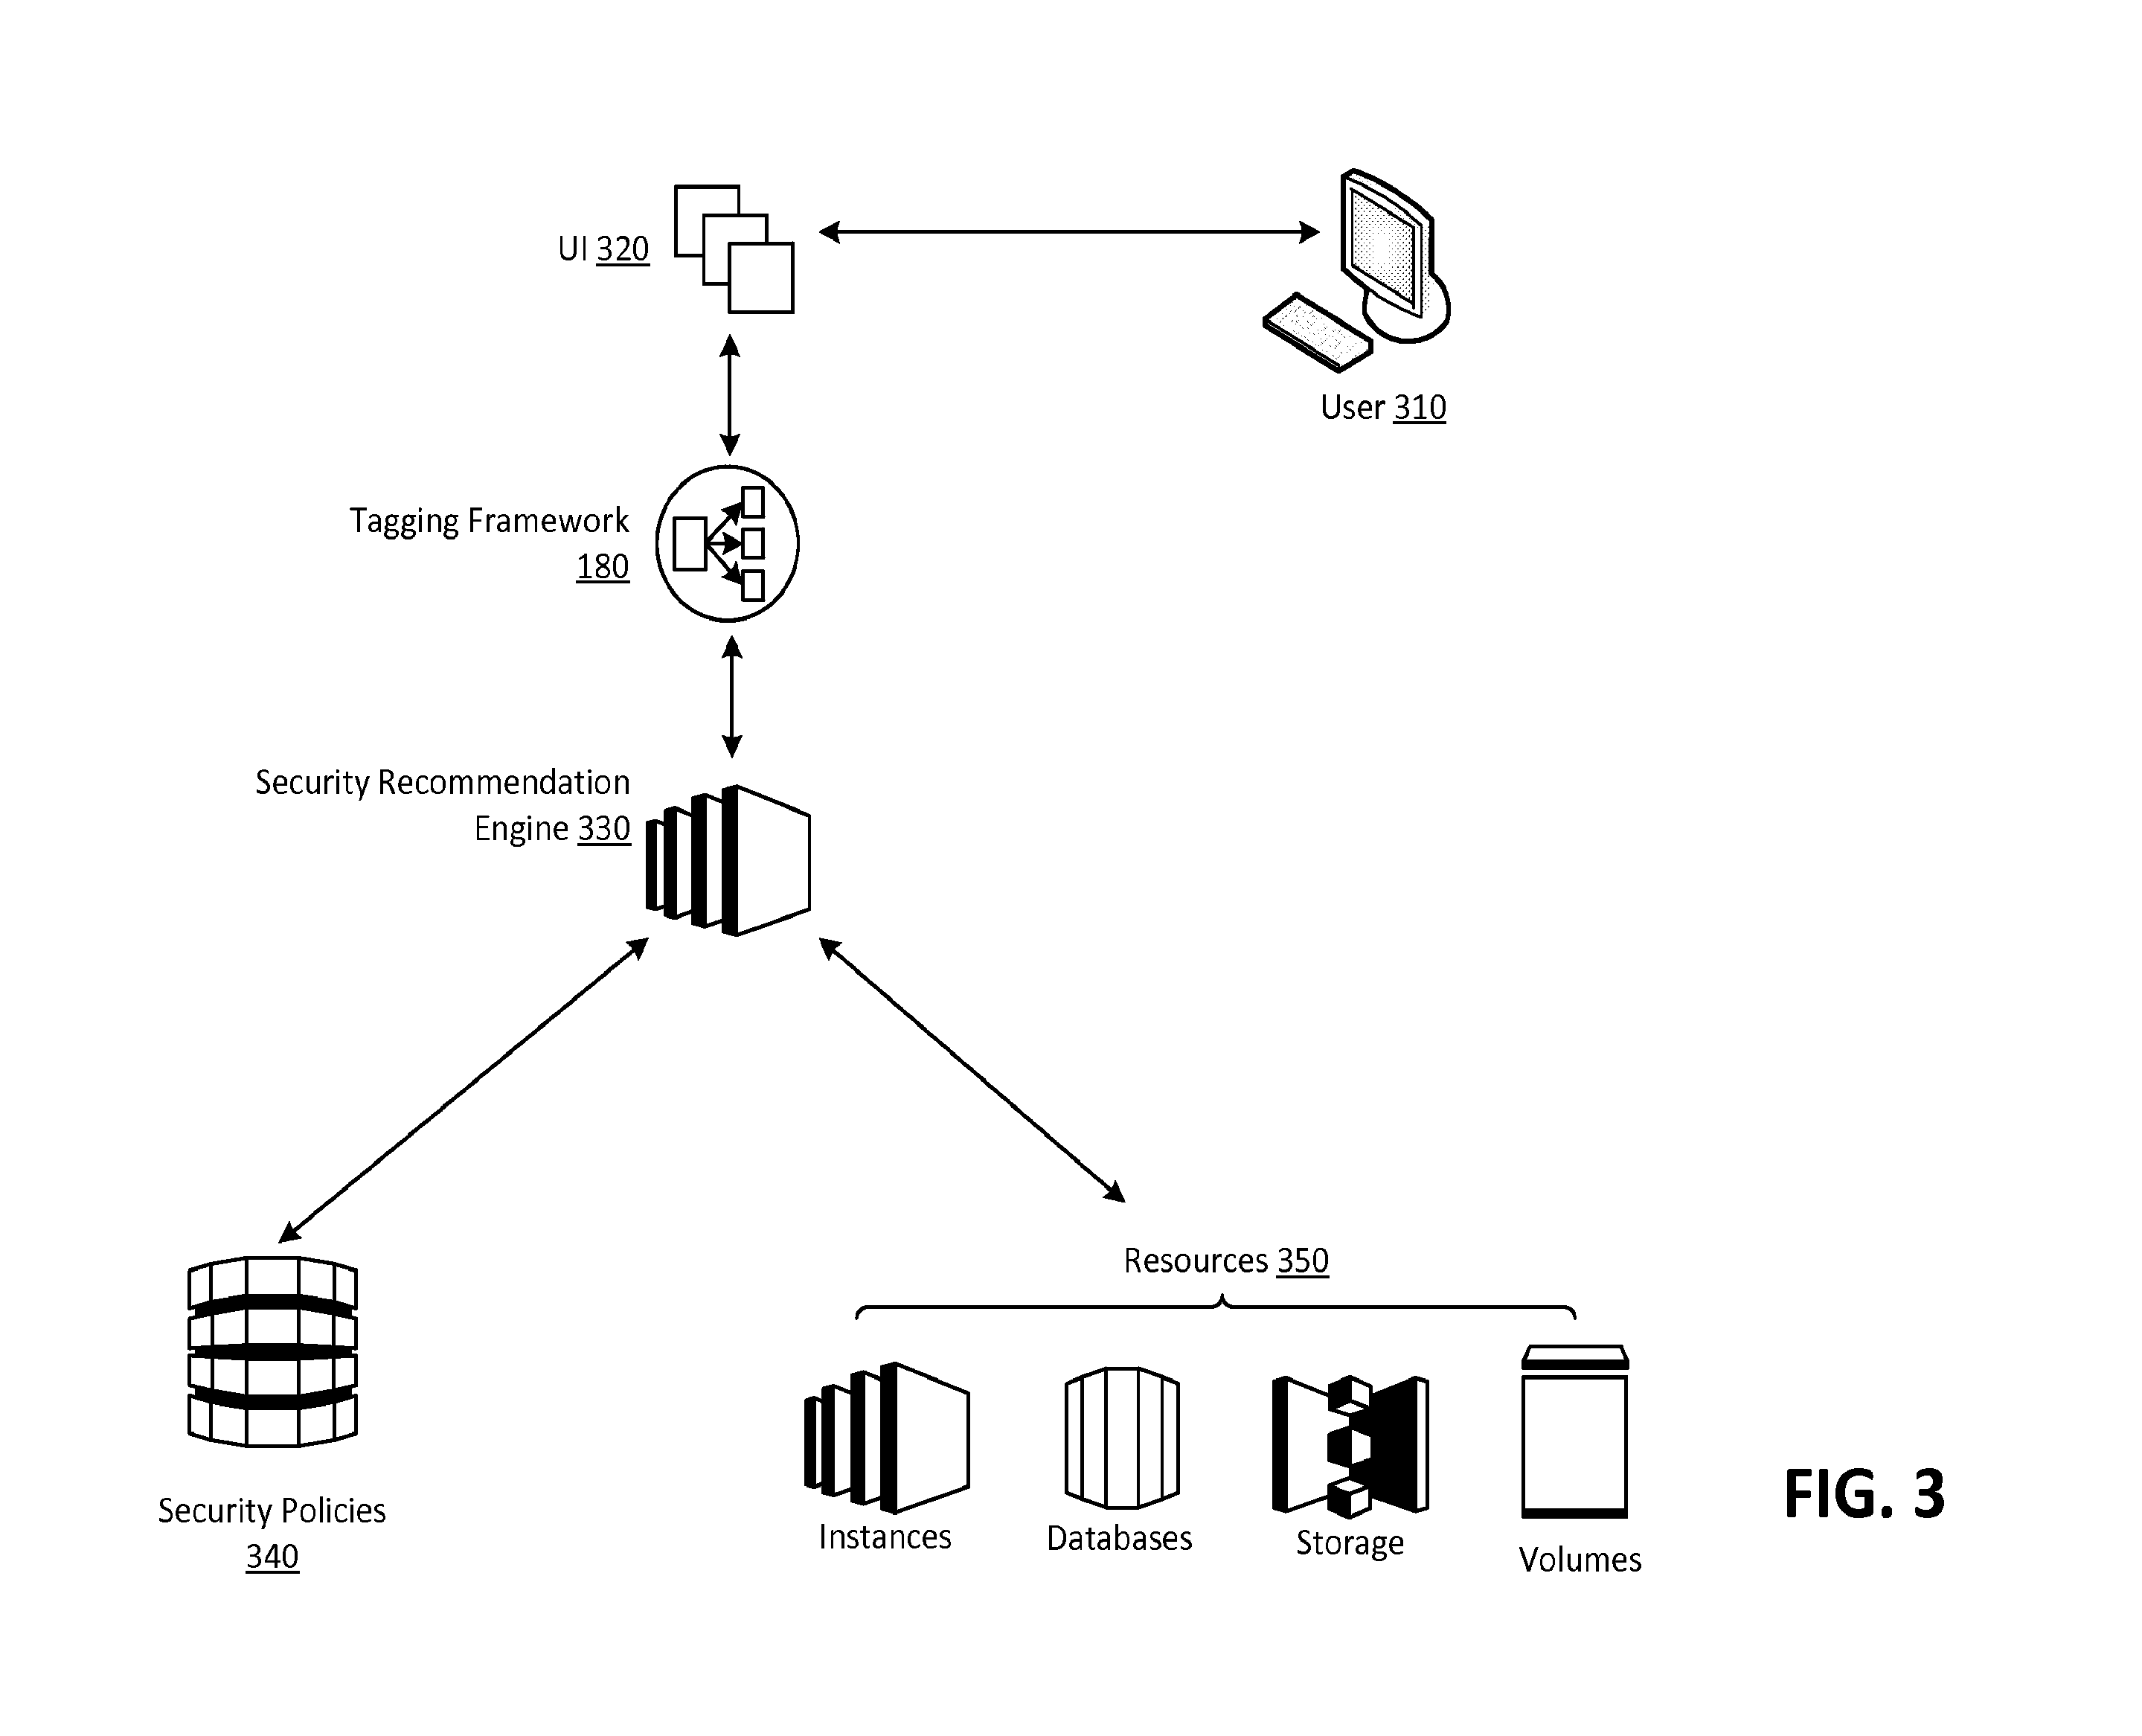 UI 320
User 310
Tagging Framework
180
Security Recommendation
Engine 330
Resources 350
Security Policies
340
Instances
Databases
Storage
Volumes
FIG. 3